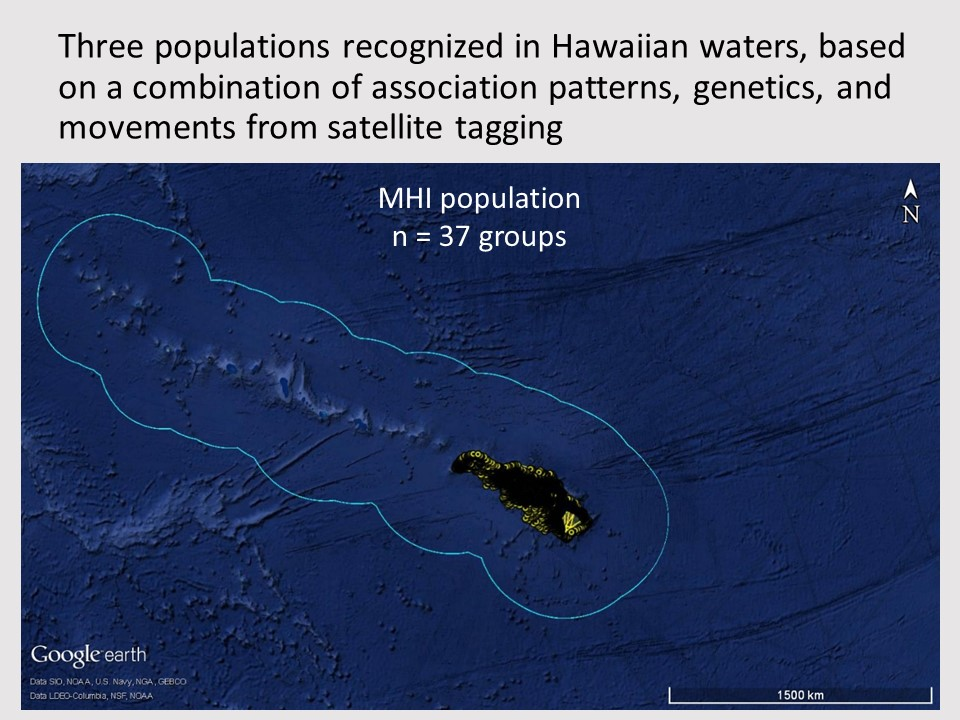 Three populations recognized in Hawaiian waters, based
on a combination of association patterns, genetics, and
movements from satellite tagging
MHI population
n = 37 groups
N
Google earth
Data SIO, NOAA, U.S. Navy, NGA, GEBCO
Data LDEO-Columbia, NSF, NOAA
1500 km